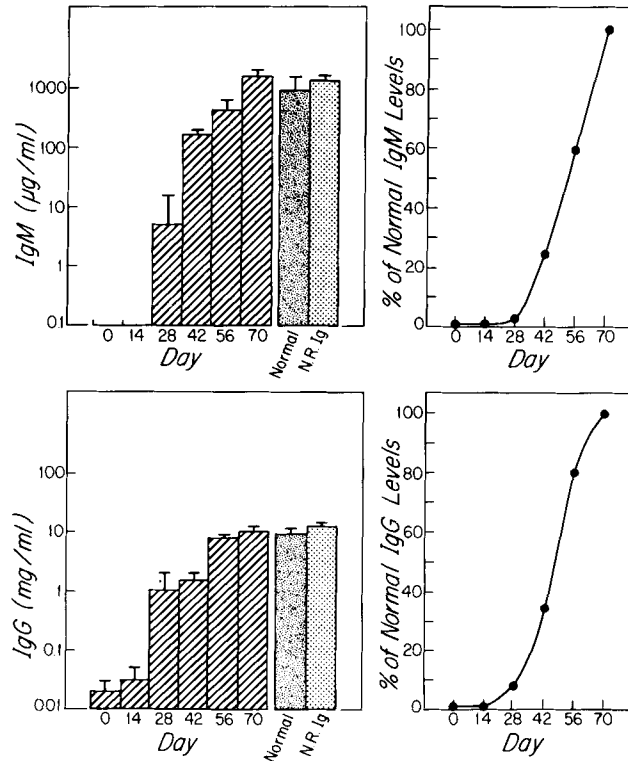 IgM (µg/ml)
1000
100
10
1
0.1
0 14 28 42 56 70
Day
Normal
N.R. Ig
% of Normal IgM Levels
100
80
60
40
20
0
0 14 28 42 56 70
Day
IgG (mg/ml)
100
10
1
0.1
0.01
0 14 28 42 56 70
Day
Normal
N.R. Ig
% of Normal IgG Levels
100
80
60
40
20
0
0 14 28 42 56 70
Day